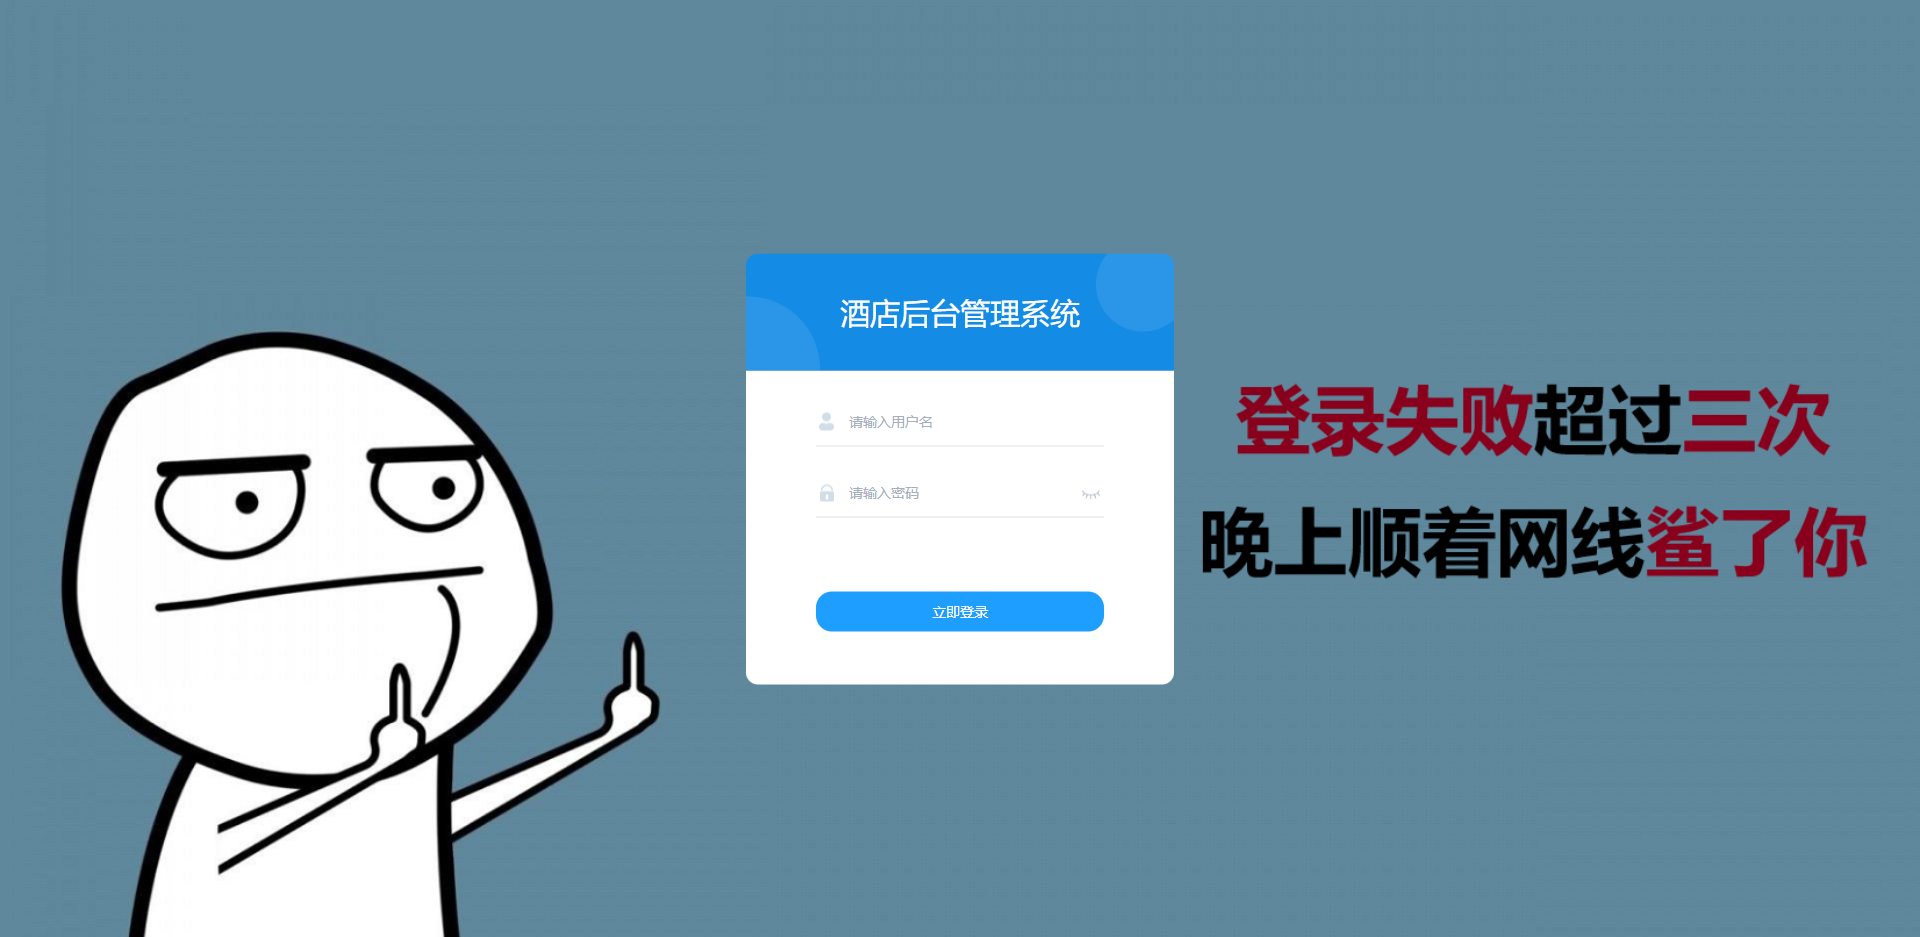 酒店后台管理系统
请输入用户名
请输入密码
立即登录
登录失败超过三次
晚上顺着网线鲨了你